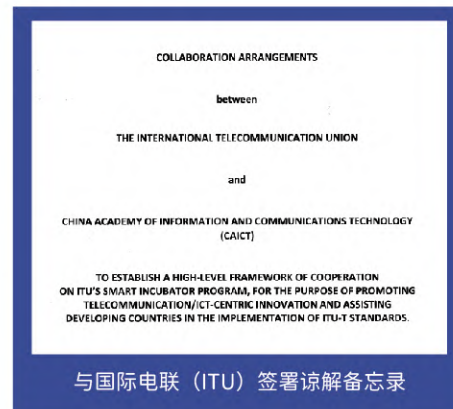 COLLABORATION ARRANGEMENTS
between
THE INTERNATIONAL TELECOMMUNICATION UNION
and
CHINA ACADEMY OF INFORMATION AND COMMUNICATIONS TECHNOLOGY
(CAICT)
TO ESTABLISH A HIGH-LEVEL FRAMEWORK OF COOPERATION
ON ITU'S SMART INCUBATOR PROGRAM, FOR THE PURPOSE OF PROMOTING
TELECOMMUNICATION/ICT-CENTRIC INNOVATION AND ASSISTING
DEVELOPING COUNTRIES IN THE IMPLEMENTATION OF ITU-T STANDARDS.
与国际电联（ITU）签署谅解备忘录